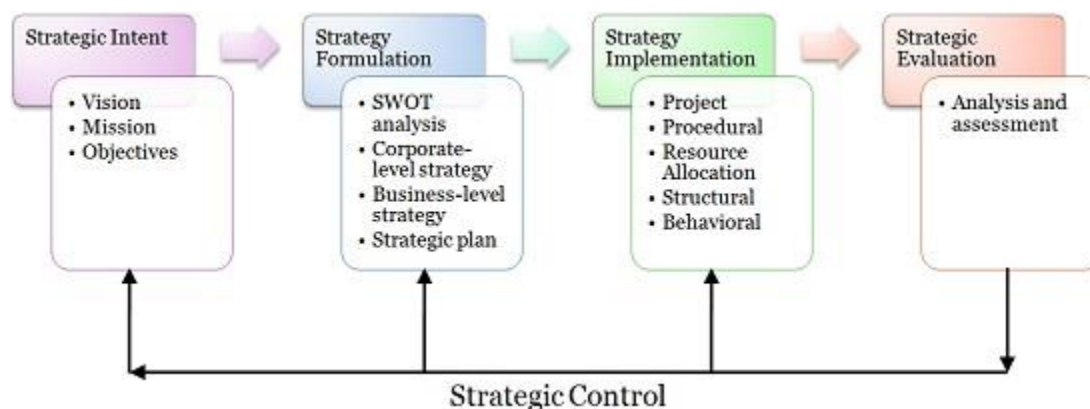 Strategic Intent
• Vision
• Mission
• Objectives
Strategy
Formulation
• SWOT
analysis
• Corporate-
level strategy
• Business-level
strategy
• Strategic plan
Strategy
Implementation
• Project
• Procedural
• Resource
Allocation
• Structural
• Behavioral
Strategic
Evaluation
• Analysis and
assessment
Strategic Control